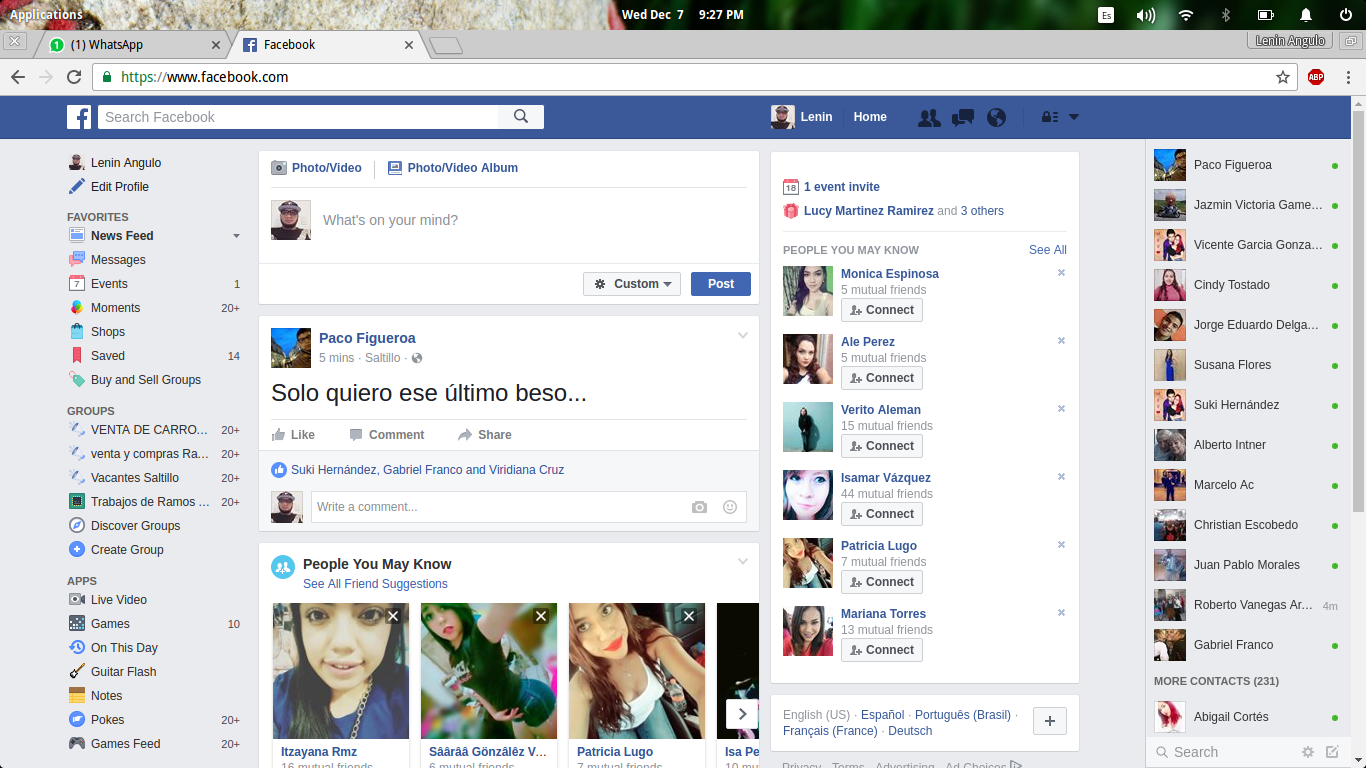 Applications
Wed Dec 7 9:27 PM
Es
(1) WhatsApp
Facebook
Lenin Angulo
https://www.facebook.com
ABP
Search Facebook
Lenin
Home
Lenin Angulo
Edit Profile
FAVORITES
News Feed
Messages
Events 1
Moments 20+
Shops
Saved 14
Buy and Sell Groups
GROUPS
VENTA DE CARRO... 20+
venta y compras Ra... 20+
Vacantes Saltillo 20+
Trabajos de Ramos ... 20+
Discover Groups
Create Group
APPS
Live Video
Games 10
On This Day
Guitar Flash
Notes
Pokes 20+
Games Feed 20+
Photo/Video
Photo/Video Album
What's on your mind?
Custom
Post
Paco Figueroa
5 mins · Saltillo ·
Solo quiero ese último beso...
Like
Comment
Share
Suki Hernández, Gabriel Franco and Viridiana Cruz
Write a comment...
People You May Know
See All Friend Suggestions
Itzayana Rmz
16 mutual friends
Sâârâä Gönzâlêz V...
6 mutual friends
Patricia Lugo
7 mutual friends
Isa Pe
10 mu
18 1 event invite
Lucy Martinez Ramirez and 3 others
PEOPLE YOU MAY KNOW
See All
Monica Espinosa
5 mutual friends
Connect
Ale Perez
5 mutual friends
Connect
Verito Aleman
15 mutual friends
Connect
Isamar Vázquez
44 mutual friends
Connect
Patricia Lugo
7 mutual friends
Connect
Mariana Torres
13 mutual friends
Connect
English (US) · Español · Português (Brasil) ·
Français (France) · Deutsch
Privacy · Terms · Advertising · Ad Choices
Paco Figueroa
Jazmin Victoria Game...
Vicente Garcia Gonza...
Cindy Tostado
Jorge Eduardo Delga...
Susana Flores
Suki Hernández
Alberto Intner
Marcelo Ac
Christian Escobedo
Juan Pablo Morales
Roberto Vanegas Ar... 4m
Gabriel Franco
MORE CONTACTS (231)
Abigail Cortés
Search